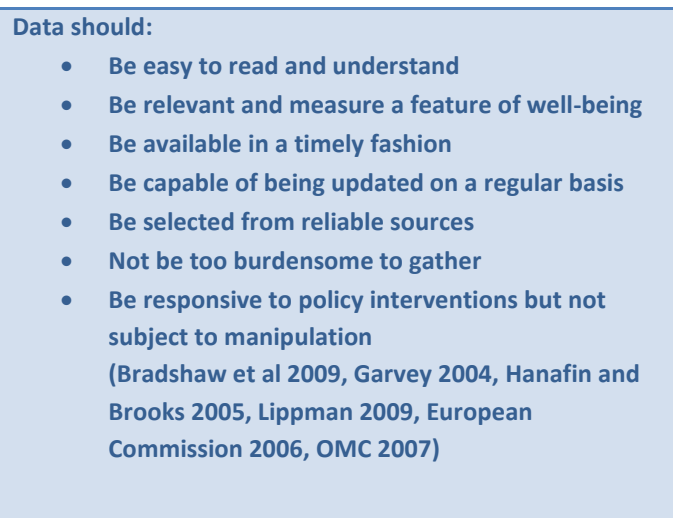 Data should:
• Be easy to read and understand
• Be relevant and measure a feature of well-being
• Be available in a timely fashion
• Be capable of being updated on a regular basis
• Be selected from reliable sources
• Not be too burdensome to gather
• Be responsive to policy interventions but not
subject to manipulation
(Bradshaw et al 2009, Garvey 2004, Hanafin and
Brooks 2005, Lippman 2009, European
Commission 2006, OMC 2007)